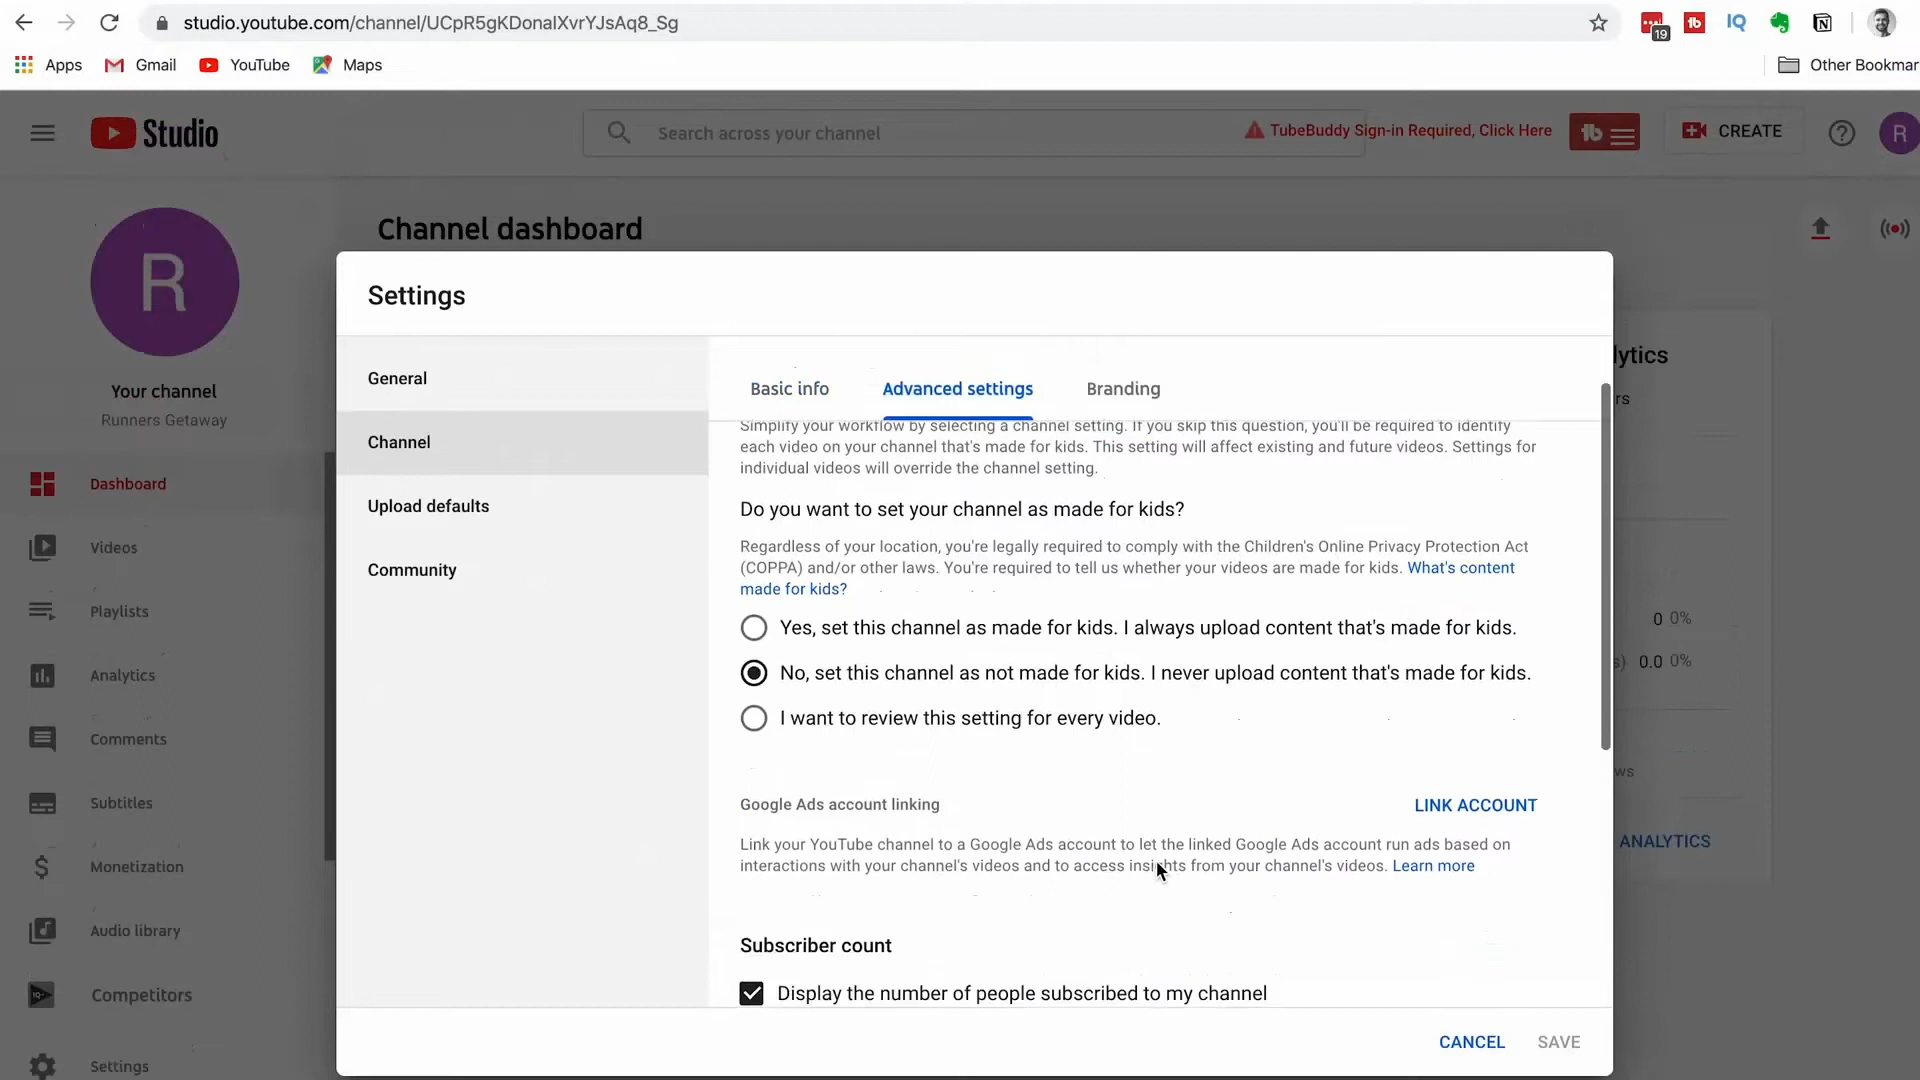 studio.youtube.com/channel/UCpR5gKDonalXvrYJsAq8_Sg
19
IQ
Apps
Gmail
YouTube
Maps
Other Bookmar
Studio
Search across your channel
TubeBuddy Sign-in Required, Click Here
CREATE
R
R
Channel dashboard
Your channel
Runners Getaway
Dashboard
Videos
Playlists
Analytics
Comments
Subtitles
Monetization
Audio library
Competitors
Settings
Settings
General
Channel
Upload defaults
Community
Basic info
Advanced settings
Branding
Simplify your workflow by selecting a channel setting. If you skip this question, you'll be required to identify
each video on your channel that's made for kids. This setting will affect existing and future videos. Settings for
individual videos will override the channel setting.
Do you want to set your channel as made for kids?
Regardless of your location, you're legally required to comply with the Children's Online Privacy Protection Act
(COPPA) and/or other laws. You're required to tell us whether your videos are made for kids. What's content
made for kids?
Yes, set this channel as made for kids. I always upload content that's made for kids.
No, set this channel as not made for kids. I never upload content that's made for kids.
I want to review this setting for every video.
Google Ads account linking
LINK ACCOUNT
Link your YouTube channel to a Google Ads account to let the linked Google Ads account run ads based on
interactions with your channel's videos and to access insights from your channel's videos. Learn more
Subscriber count
Display the number of people subscribed to my channel
CANCEL
SAVE
lytics
rs
0 0%
s) 0.0 0%
ws
ANALYTICS